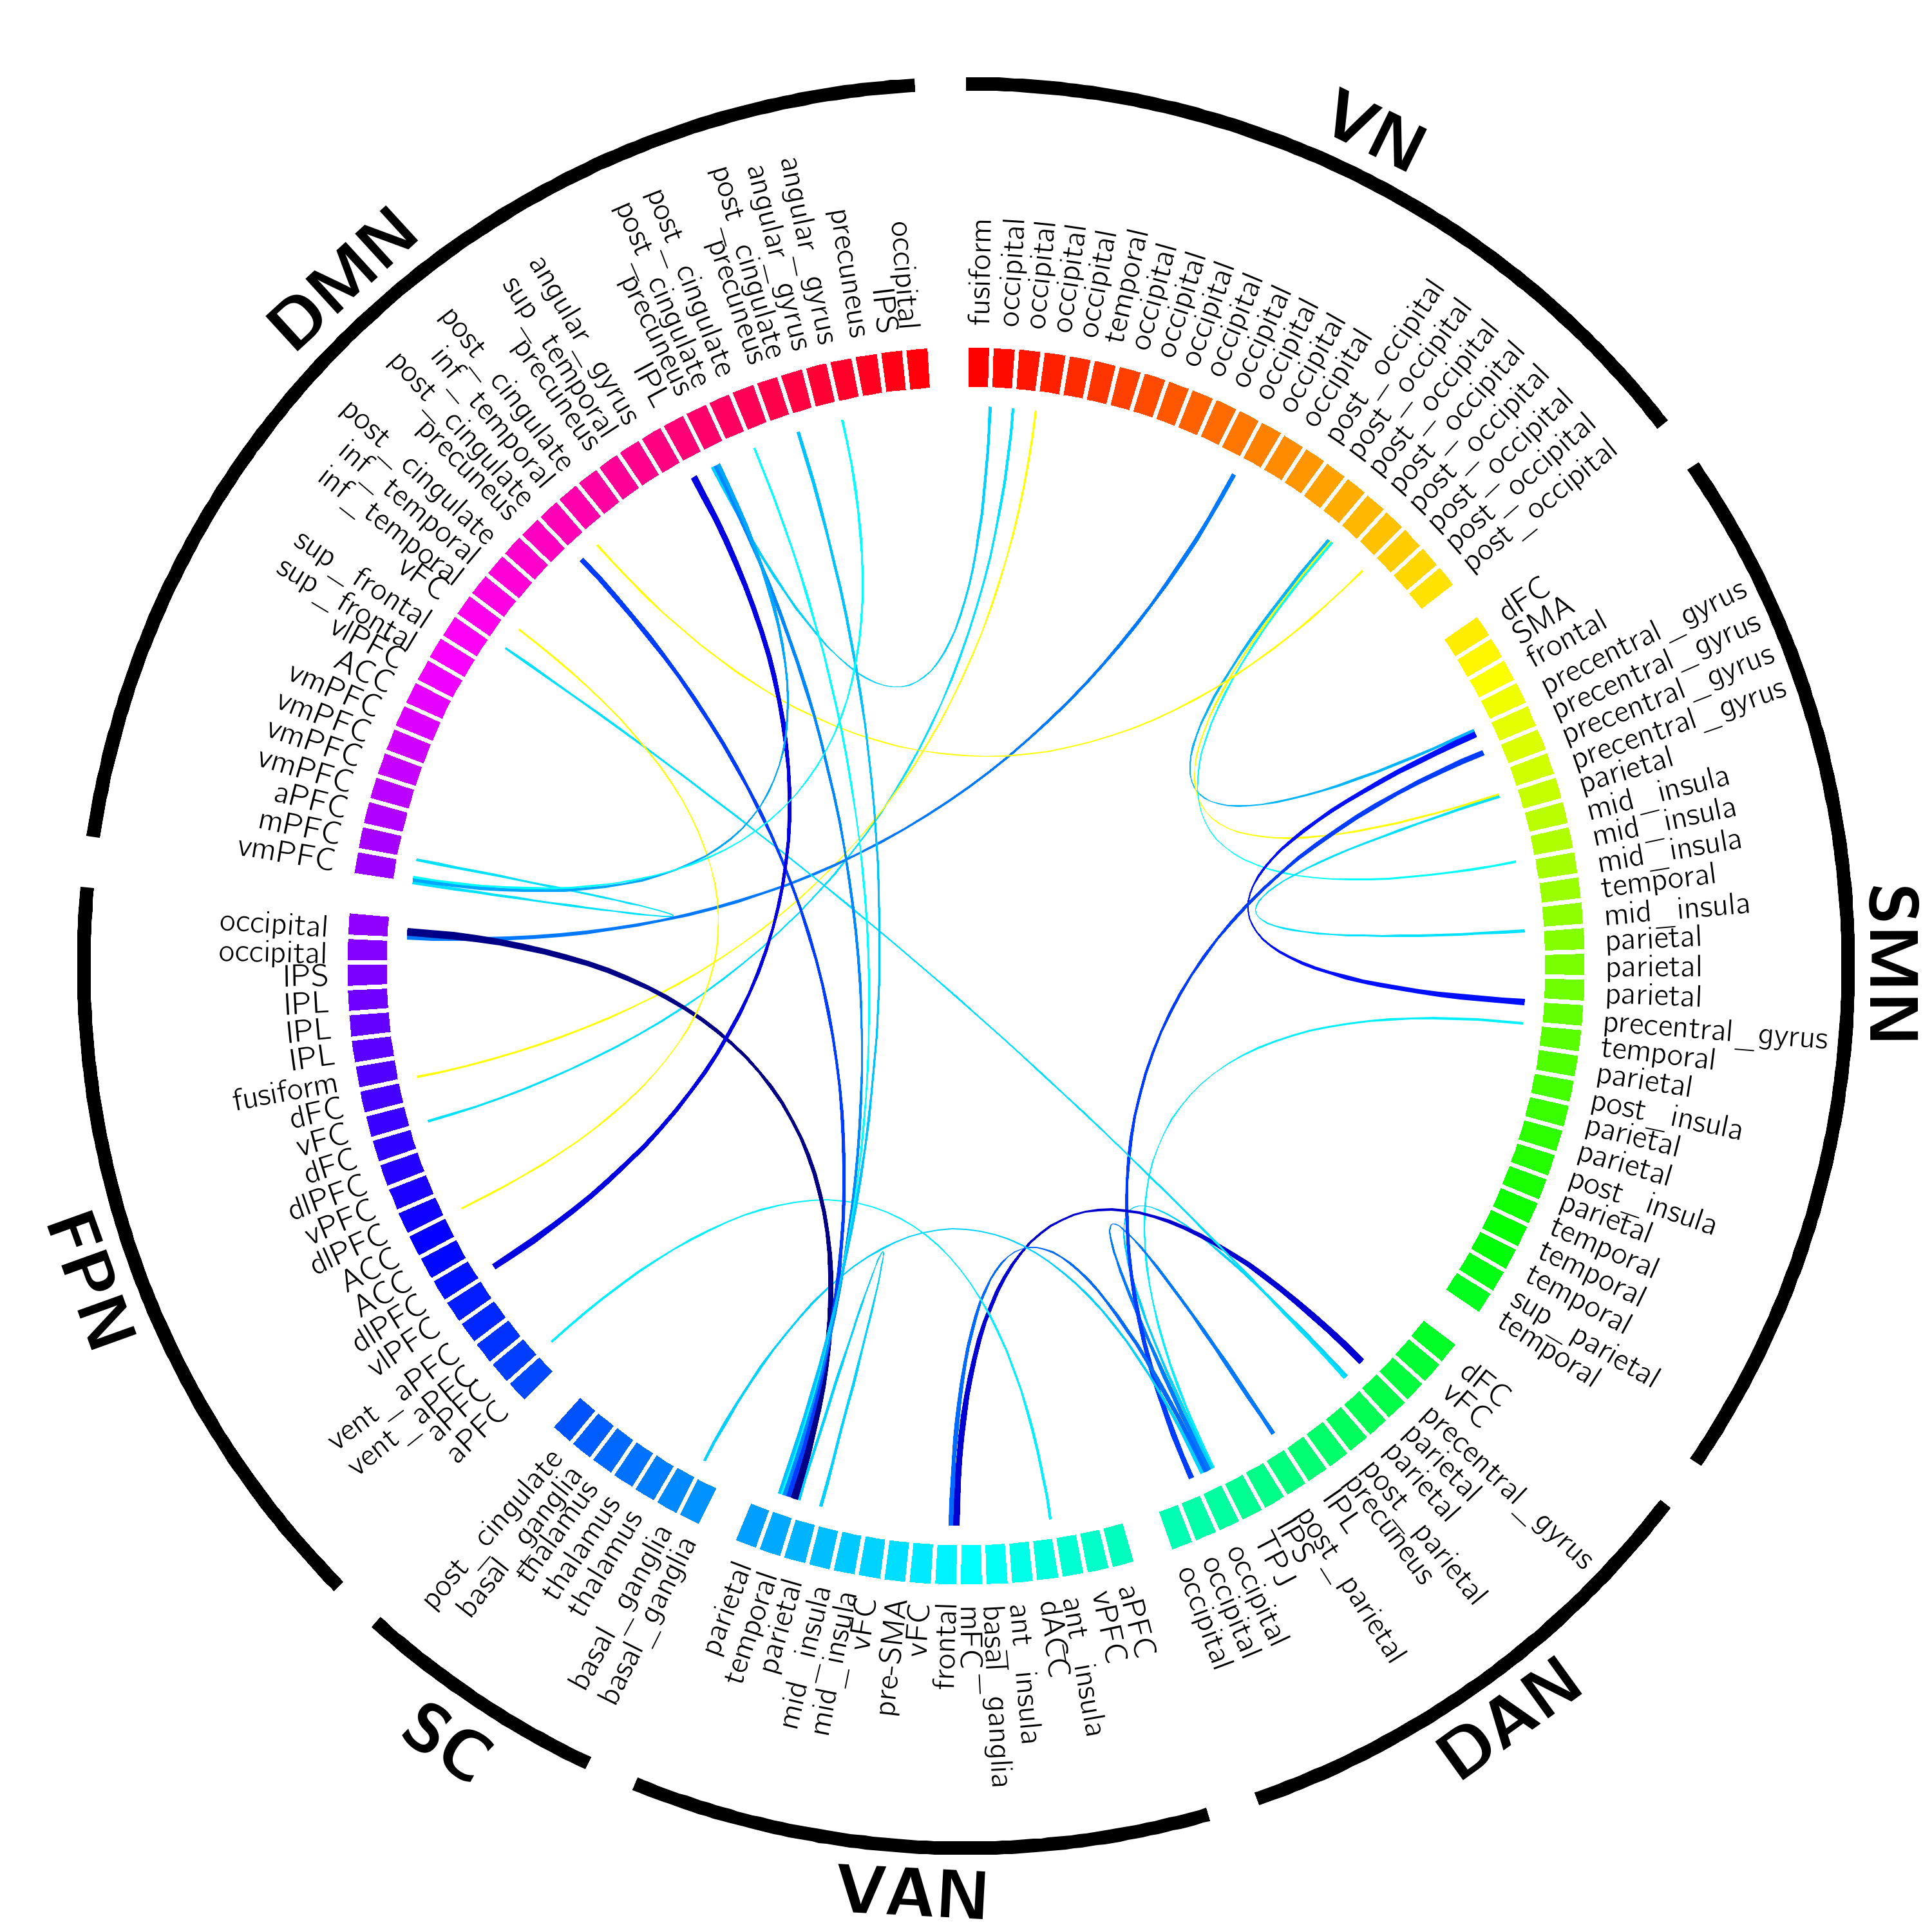 VN
fusiform
occipital
occipital
occipital
occipital
temporal
occipital
occipital
occipital
occipital
occipital
occipital
occipital
occipital
post_occipital
post_occipital
post_occipital
post_occipital
post_occipital
post_occipital
post_occipital
post_occipital
SMN
dFC
SMA
frontal
precentral_gyrus
precentral_gyrus
precentral_gyrus
precentral_gyrus
parietal
mid_insula
mid_insula
mid_insula
temporal
mid_insula
parietal
parietal
parietal
precentral_gyrus
temporal
parietal
post_insula
parietal
parietal
post_insula
parietal
temporal
temporal
temporal
sup_parietal
temporal
DAN
dFC
vFC
precentral_gyrus
parietal
parietal
post_parietal
precuneus
IPL
post_parietal
IPS
TPJ
occipital
occipital
occipital
VAN
aPFC
vPFC
ant_insula
dACC
ant_insula
basal_ganglia
mFC
frontal
vFC
pre-SMA
vFC
mid_insula
mid_insula
parietal
temporal
parietal
SC
basal_ganglia
basal_ganglia
thalamus
thalamus
thalamus
basal_ganglia
post_cingulate
FPN
aPFC
vent_aPFC
vent_aPFC
vlPFC
dlPFC
ACC
ACC
dlPFC
vPFC
dlPFC
dFC
vFC
dFC
fusiform
IPL
IPL
IPL
IPS
occipital
occipital
DMN
vmPFC
mPFC
aPFC
vmPFC
vmPFC
vmPFC
vmPFC
ACC
vlPFC
sup_frontal
sup_frontal
vFC
inf_temporal
inf_temporal
post_cingulate
precuneus
post_cingulate
inf_temporal
post_cingulate
precuneus
sup_temporal
angular_gyrus
IPL
precuneus
post_cingulate
post_cingulate
precuneus
post_cingulate
angular_gyrus
angular_gyrus
precuneus
IPS
occipital